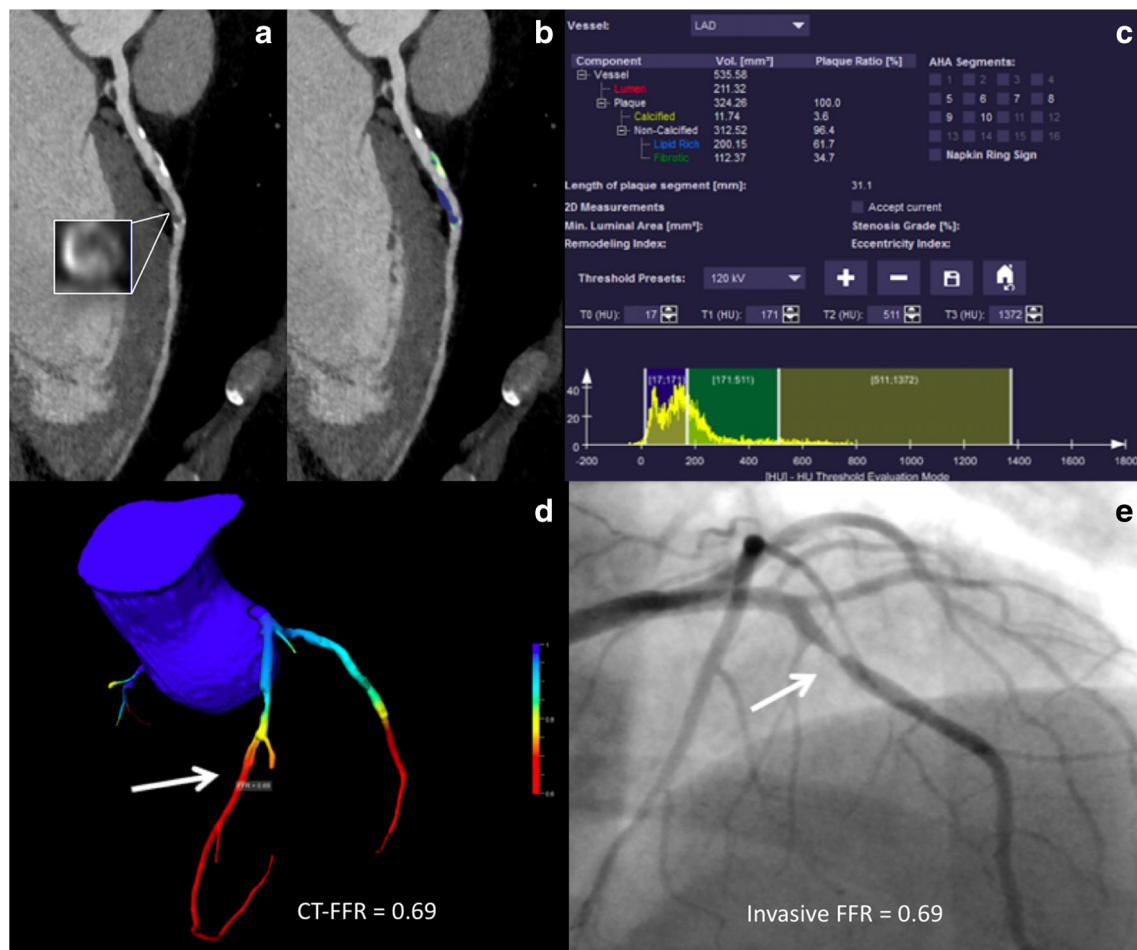 a
b
c
Vessel: LAD
Component Vol. [mm³] Plaque Ratio [%]
Vessel 535.58
Lumen 211.32
Plaque 324.26 100.0
Calcified 11.74 3.6
Non-Calcified 312.52 96.4
Lipid Rich 200.15 61.7
Fibrotic 112.37 34.7
AHA Segments:
1 2 3 4
5 6 7 8
9 10 11 12
13 14 15 16
Napkin Ring Sign
Length of plaque segment [mm]: 31.1
2D Measurements Accept current
Min. Luminal Area [mm²]: Stenosis Grade [%]:
Remodeling Index: Eccentricity Index:
Threshold Presets: 120 kV
T0 (HU): 17 T1 (HU): 171 T2 (HU): 511 T3 (HU): 1372
[17;171) [171;511) [511;1372)
40
20
0
-200 0 200 400 600 800 1000 1200 1400 1600 1800
[HU] - HU Threshold Evaluation Mode
d
1
0.8
0.6
CT-FFR = 0.69
e
Invasive FFR = 0.69